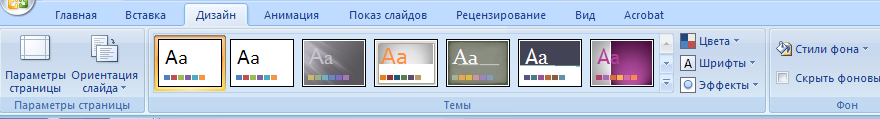 Главная Вставка Дизайн Анимация Показ слайдов Рецензирование Вид Acrobat
Параметры страницы
Ориентация слайда
Параметры страницы
Aa Aa Aa Aa Aa Aa Aa
Темы
Цвета
Шрифты
Эффекты
Стили фона
Скрыть фоновы
Фон